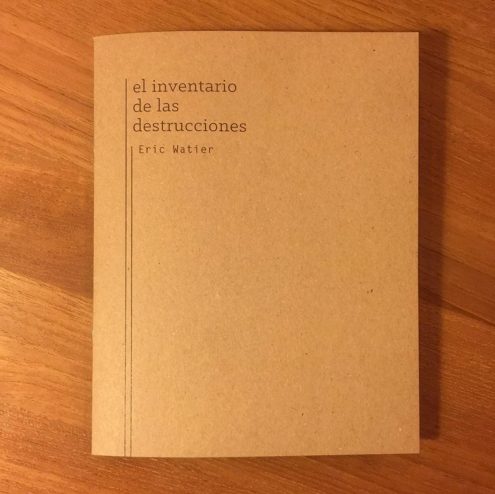 el inventario
de las
destrucciones
Eric Watier